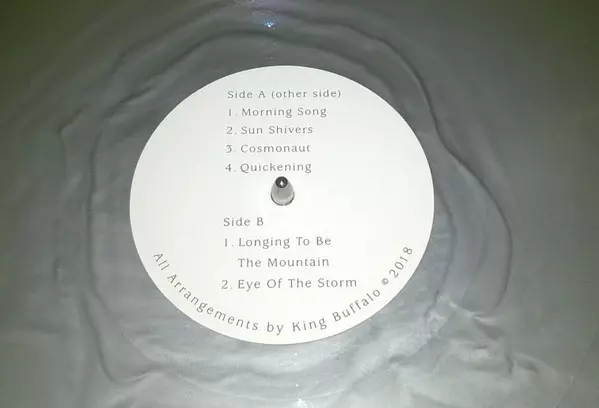 Side A (other side)
1. Morning Song
2. Sun Shivers
3. Cosmonaut
4. Quickening
Side B
1. Longing To Be
The Mountain
2. Eye Of The Storm
All Arrangements by King Buffalo © 2018